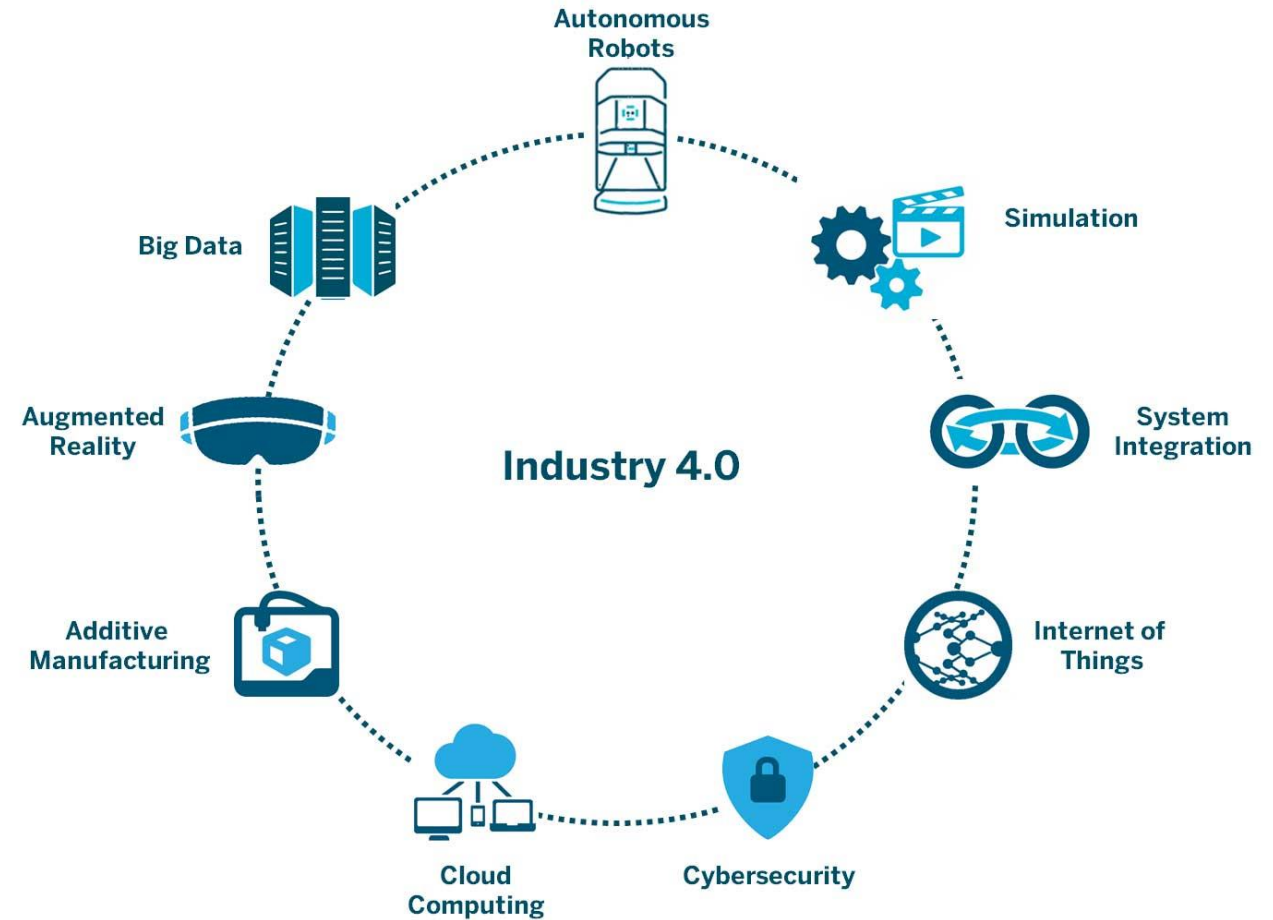 Autonomous
Robots
Simulation
System
Integration
Internet of
Things
Cybersecurity
Cloud
Computing
Additive
Manufacturing
Augmented
Reality
Big Data
Industry 4.0